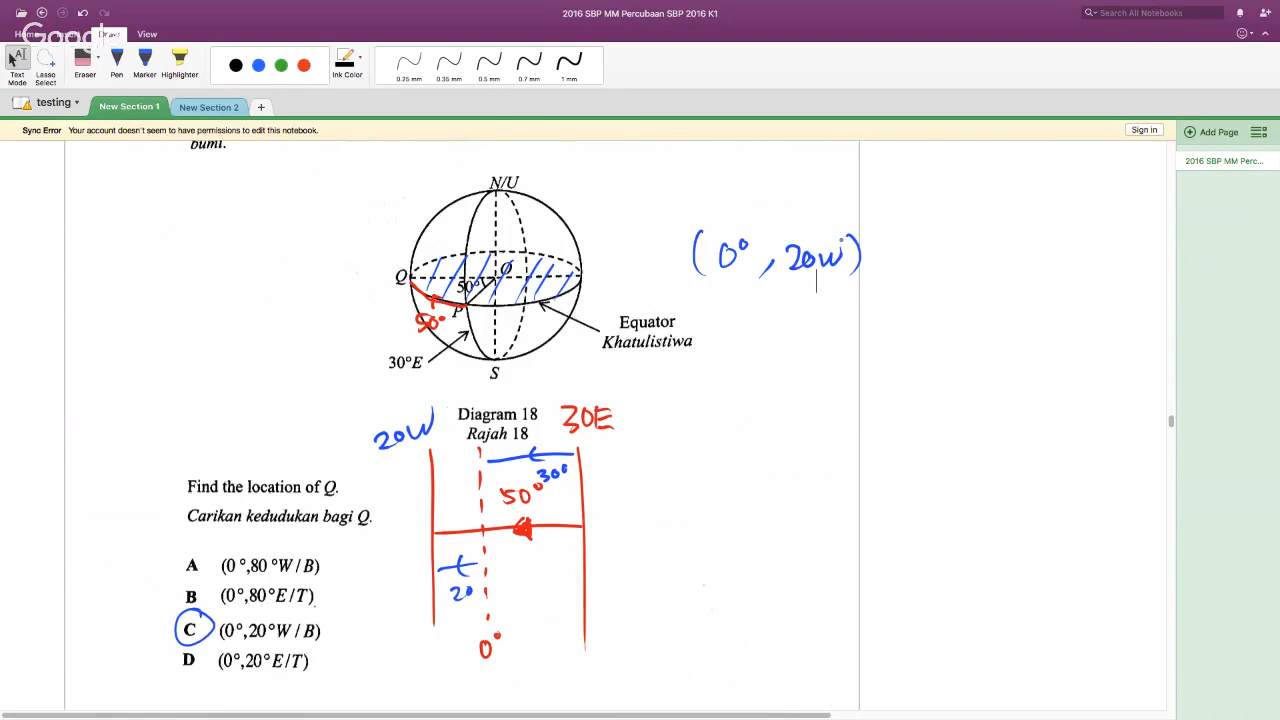 2016 SBP MM Percubaan SBP 2016 K1
Search All Notebooks
Google
Home Insert Draw View
Text Mode
Lasso Select
Eraser
Pen
Marker
Highlighter
Ink Color
0.25 mm
0.35 mm
0.5 mm
0.7 mm
1 mm
testing
New Section 1
New Section 2
+
Sync Error Your account doesn't seem to have permissions to edit this notebook.
Sign in
Add Page
2016 SBP MM Perc...
bumi.
N/U
(0°, 20W)
Q
O
50°
P
50°
Equator
Khatulistiwa
30°E
S
20W
Diagram 18
Rajah 18
30E
30°
50°
Find the location of Q.
Carikan kedudukan bagi Q.
A (0°,80°W/B)
B (0°,80°E/T)
C (0°,20°W/B)
D (0°,20°E/T)
20
0°